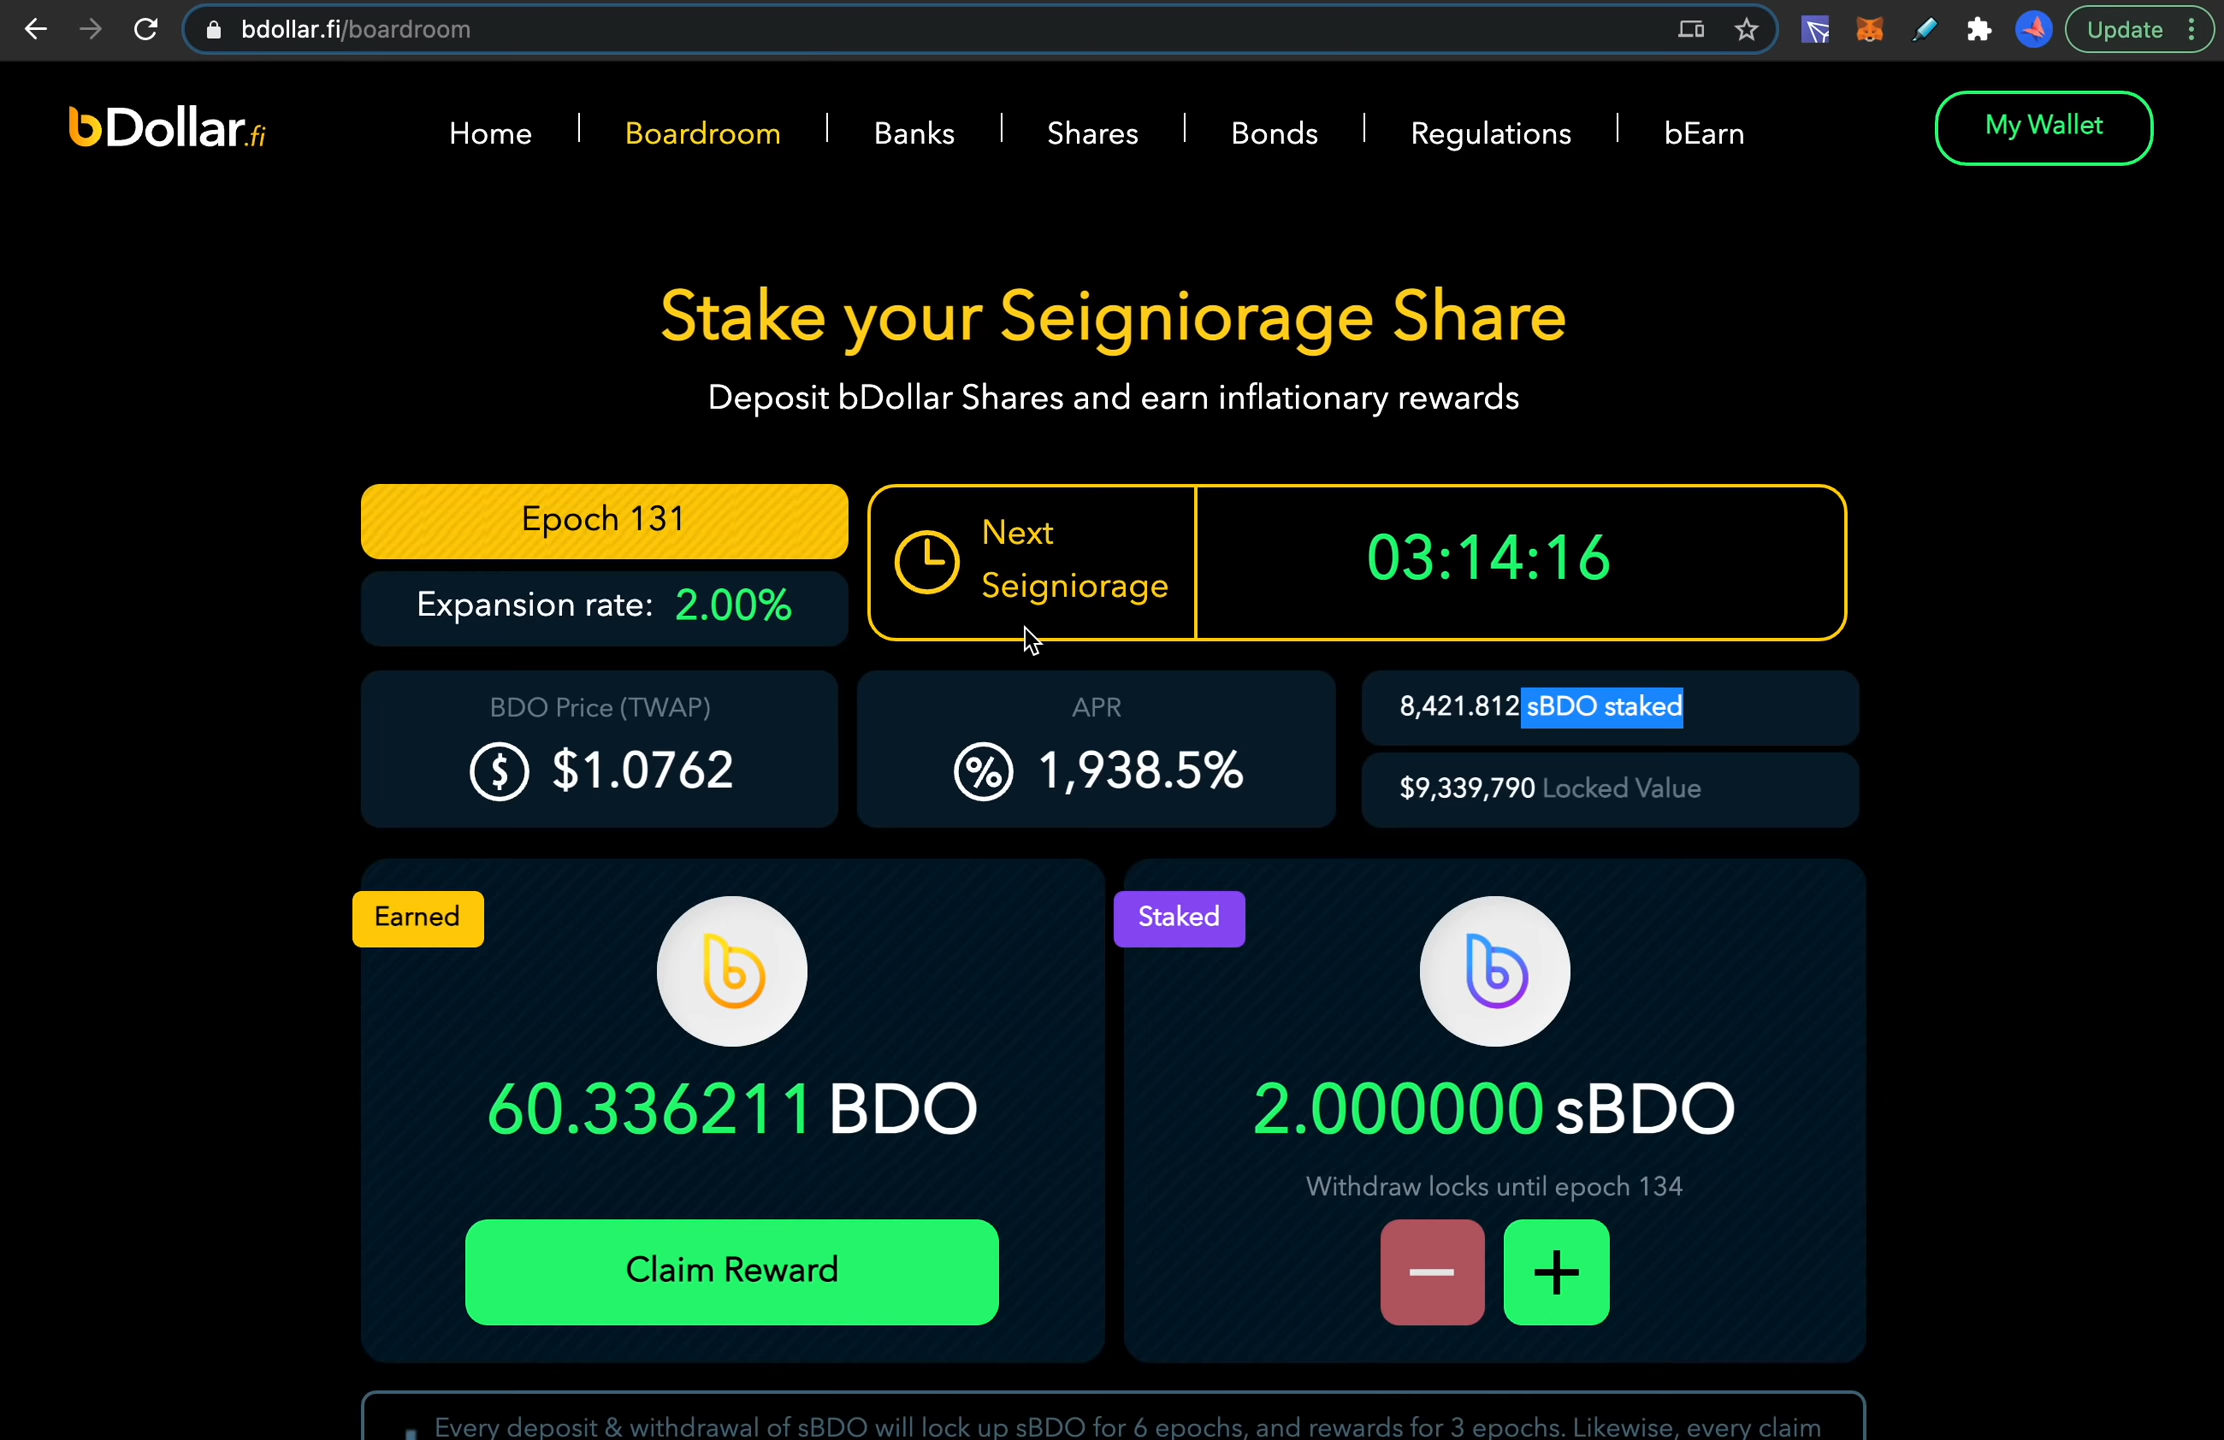 bdollar.fi/boardroom
Update
bDollar.fi
Home
Boardroom
Banks
Shares
Bonds
Regulations
bEarn
My Wallet
Stake your Seigniorage Share
Deposit bDollar Shares and earn inflationary rewards
Epoch 131
Expansion rate: 2.00%
Next
Seigniorage
03:14:16
BDO Price (TWAP)
$1.0762
APR
1,938.5%
8,421.812 sBDO staked
$9,339,790 Locked Value
Earned
60.336211 BDO
Claim Reward
Staked
2.000000 sBDO
Withdraw locks until epoch 134
Every deposit & withdrawal of sBDO will lock up sBDO for 6 epochs, and rewards for 3 epochs. Likewise, every claim